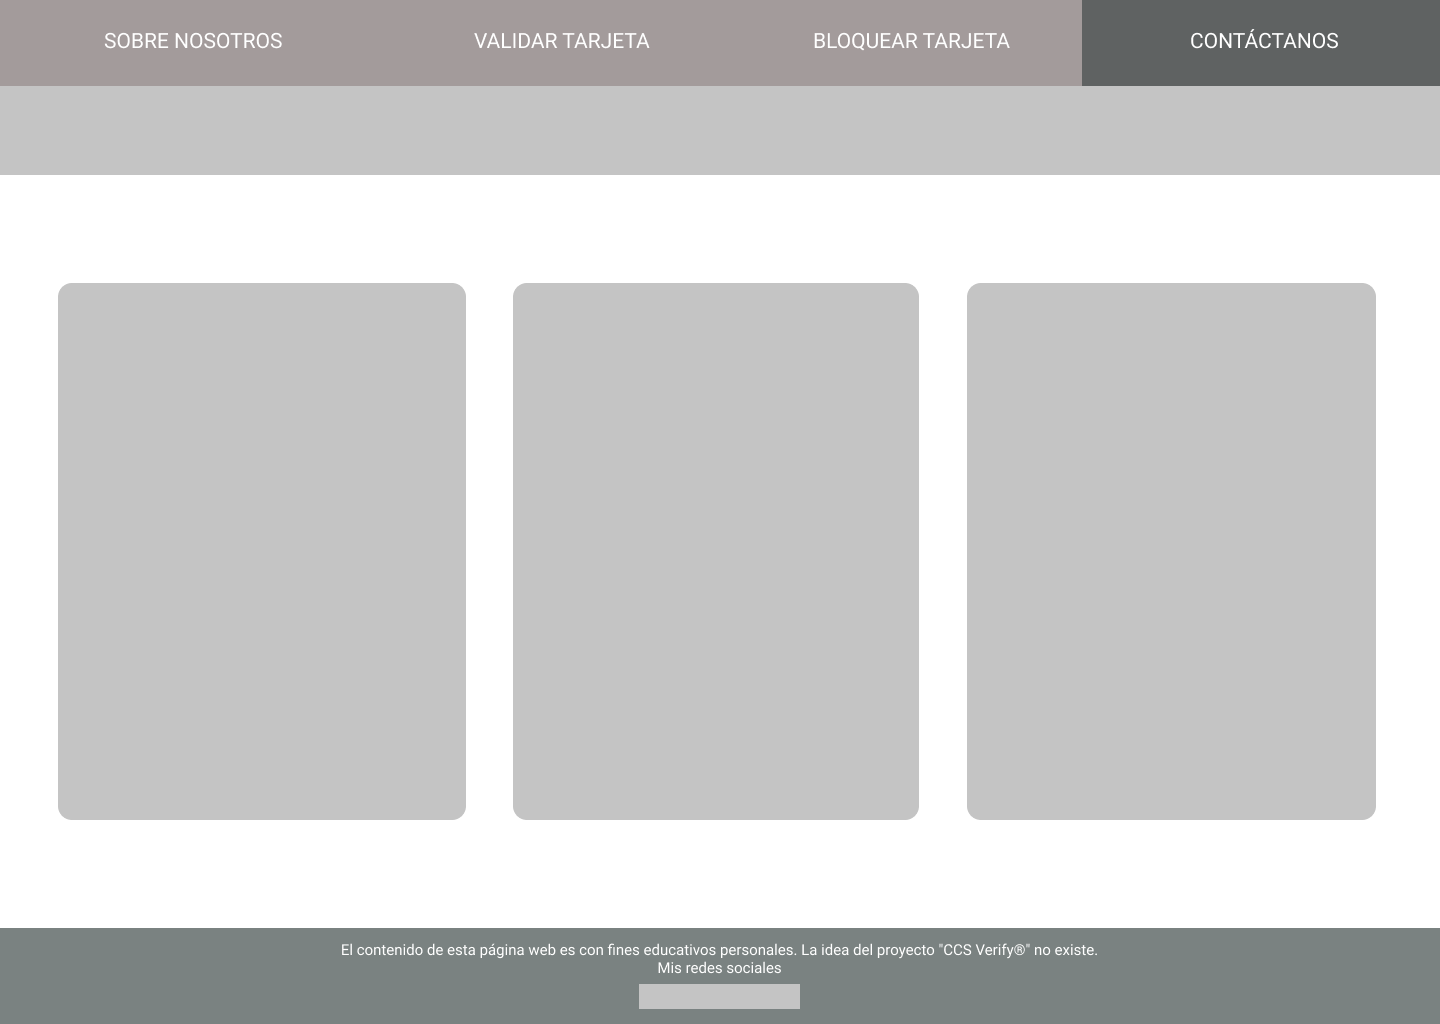 SOBRE NOSOTROS
VALIDAR TARJETA
BLOQUEAR TARJETA
CONTÁCTANOS
El contenido de esta página web es con fines educativos personales. La idea del proyecto "CCS Verify®" no existe.
Mis redes sociales